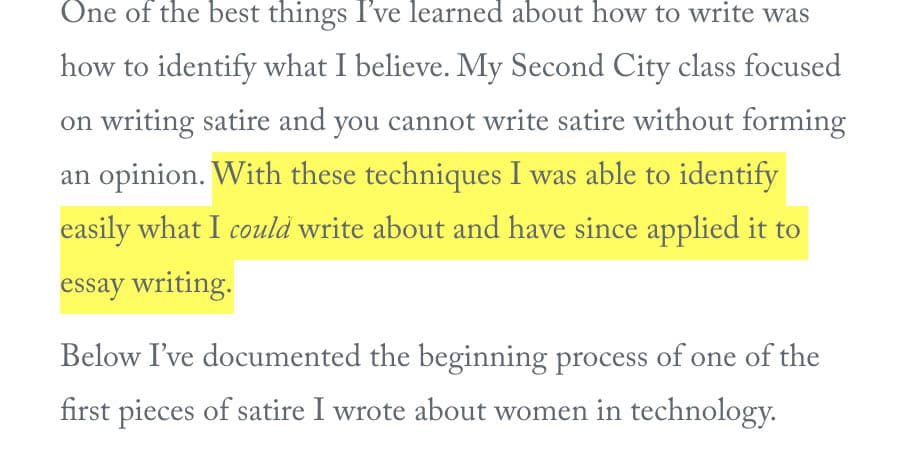 One of the best things I've learned about how to write was
how to identify what I believe. My Second City class focused
on writing satire and you cannot write satire without forming
an opinion. With these techniques I was able to identify
easily what I could write about and have since applied it to
essay writing.
Below I've documented the beginning process of one of the
first pieces of satire I wrote about women in technology.